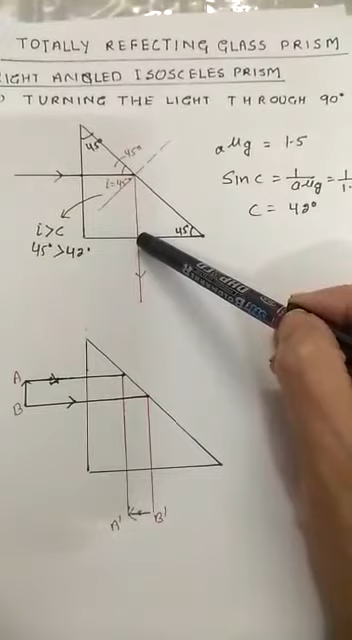 TOTALLY REFECTING GLASS PRISM
RIGHT ANGLED ISOSCELES PRISM
TURNING THE LIGHT THROUGH 90°
45°
45°
aμg = 1.5
i=45°
Sin c = 1/aμg = 1/1.
i>c
45
c = 42°
45°>42°
A
B
A' B'